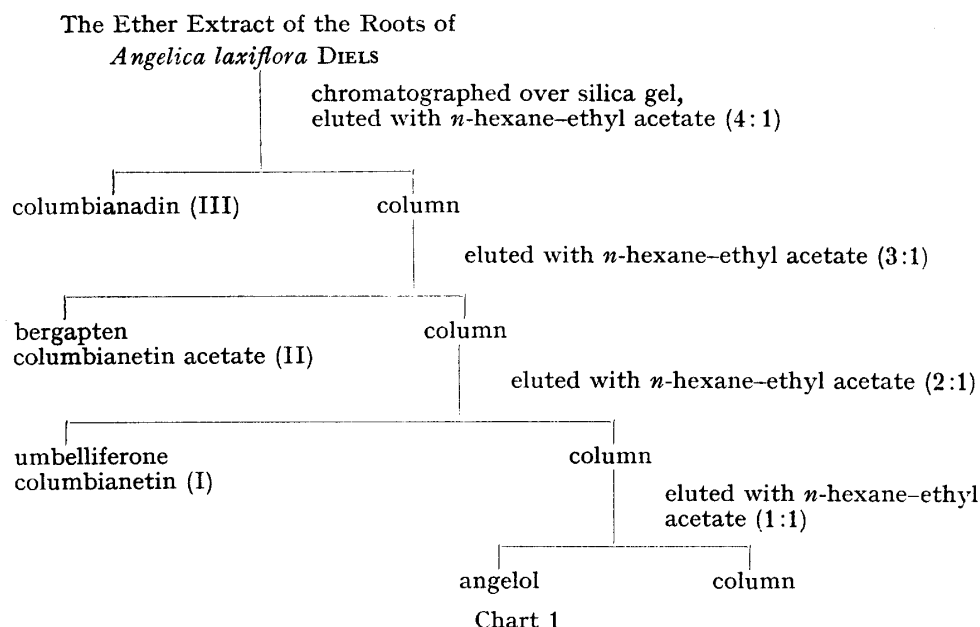 The Ether Extract of the Roots of
Angelica laxiflora DIELS
chromatographed over silica gel,
eluted with n-hexane–ethyl acetate (4:1)
columbianadin (III)
column
eluted with n-hexane–ethyl acetate (3:1)
bergapten
columbianetin acetate (II)
column
eluted with n-hexane–ethyl acetate (2:1)
umbelliferone
columbianetin (I)
column
eluted with n-hexane–ethyl
acetate (1:1)
angelol
column
Chart 1